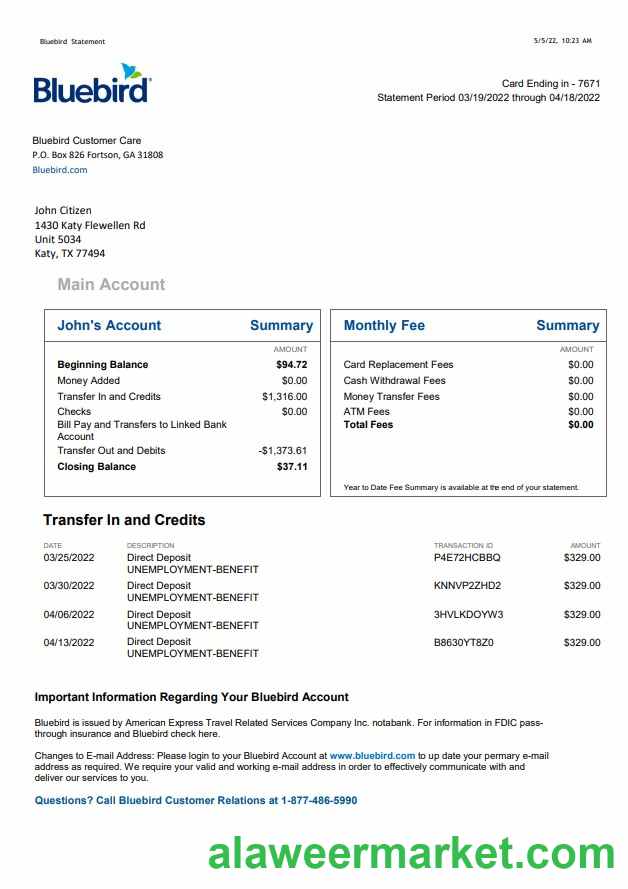 Bluebird Statement
5/5/22, 10:23 AM
Bluebird®
Card Ending in - 7671
Statement Period 03/19/2022 through 04/18/2022
Bluebird Customer Care
P.O. Box 826 Fortson, GA 31808
Bluebird.com
John Citizen
1430 Katy Flewellen Rd
Unit 5034
Katy, TX 77494
Main Account
John's Account Summary
AMOUNT
Beginning Balance $94.72
Money Added $0.00
Transfer In and Credits $1,316.00
Checks $0.00
Bill Pay and Transfers to Linked Bank
Account
Transfer Out and Debits -$1,373.61
Closing Balance $37.11
Monthly Fee Summary
AMOUNT
Card Replacement Fees $0.00
Cash Withdrawal Fees $0.00
Money Transfer Fees $0.00
ATM Fees $0.00
Total Fees $0.00
Year to Date Fee Summary is available at the end of your statement.
Transfer In and Credits
DATE DESCRIPTION TRANSACTION ID AMOUNT
03/25/2022 Direct Deposit P4E72HCBBQ $329.00
UNEMPLOYMENT-BENEFIT
03/30/2022 Direct Deposit KNNVP2ZHD2 $329.00
UNEMPLOYMENT-BENEFIT
04/06/2022 Direct Deposit 3HVLKDOYW3 $329.00
UNEMPLOYMENT-BENEFIT
04/13/2022 Direct Deposit B8630YT8Z0 $329.00
UNEMPLOYMENT-BENEFIT
Important Information Regarding Your Bluebird Account
Bluebird is issued by American Express Travel Related Services Company Inc. notabank. For information in FDIC pass-
through insurance and Bluebird check here.
Changes to E-mail Address: Please login to your Bluebird Account at www.bluebird.com to up date your permary e-mail
address as required. We require your valid and working e-mail address in order to effectively communicate with and
deliver our services to you.
Questions? Call Bluebird Customer Relations at 1-877-486-5990
alaweermarket.com